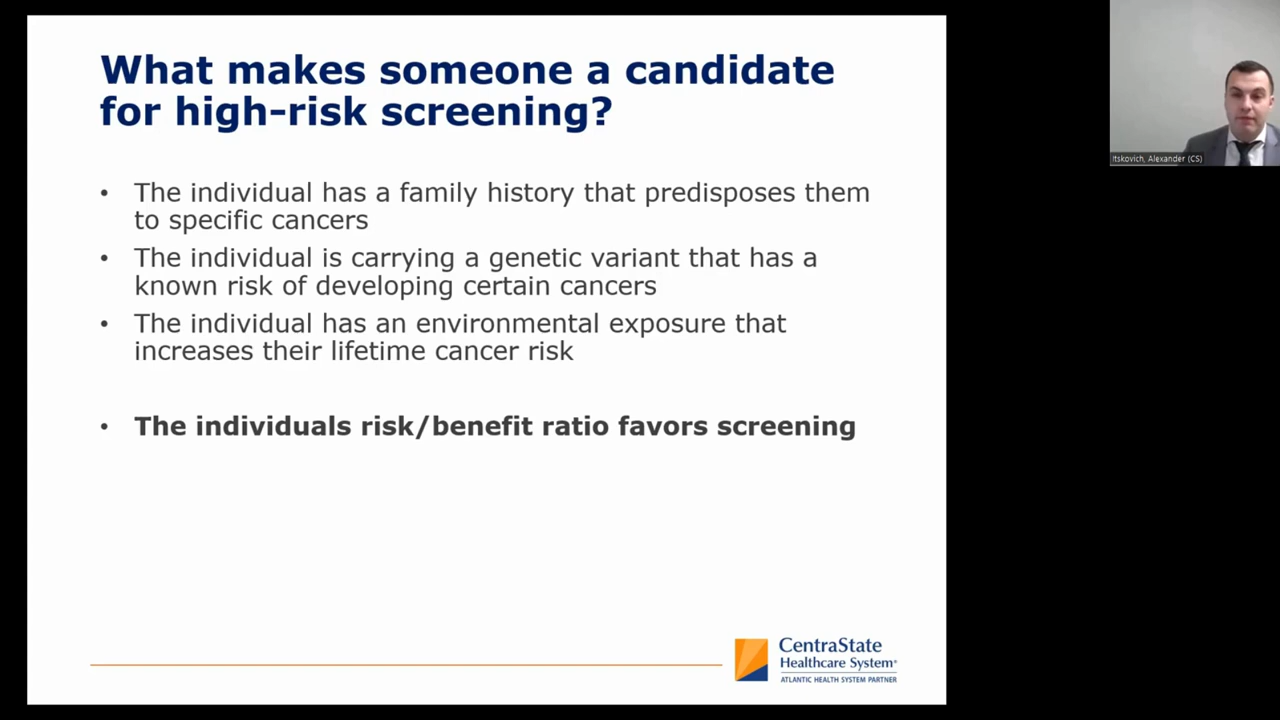 What makes someone a candidate
for high-risk screening?
• The individual has a family history that predisposes them
to specific cancers
• The individual is carrying a genetic variant that has a
known risk of developing certain cancers
• The individual has an environmental exposure that
increases their lifetime cancer risk
• The individuals risk/benefit ratio favors screening
CentraState
Healthcare System®
ATLANTIC HEALTH SYSTEM PARTNER
Itskovich, Alexander (CS)